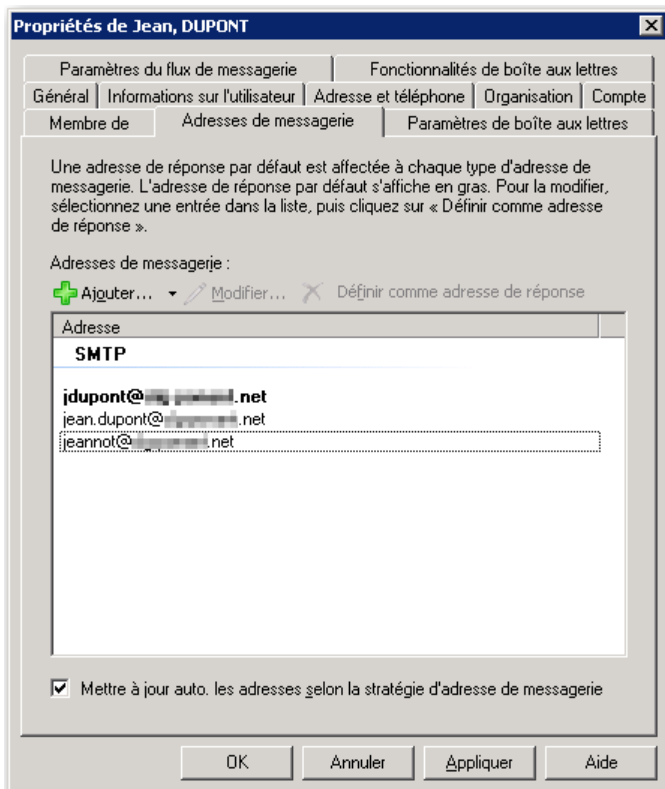 Propriétés de Jean, DUPONT
Paramètres du flux de messagerie Fonctionnalités de boîte aux lettres
Général Informations sur l'utilisateur Adresse et téléphone Organisation Compte
Membre de Adresses de messagerie Paramètres de boîte aux lettres
Une adresse de réponse par défaut est affectée à chaque type d'adresse de
messagerie. L'adresse de réponse par défaut s'affiche en gras. Pour la modifier,
sélectionnez une entrée dans la liste, puis cliquez sur « Définir comme adresse
de réponse ».
Adresses de messagerie :
Ajouter... Modifier... Définir comme adresse de réponse
Adresse
SMTP
jdupont@ .net
jean.dupont@ .net
jeannot@ .net
Mettre à jour auto. les adresses selon la stratégie d'adresse de messagerie
OK Annuler Appliquer Aide